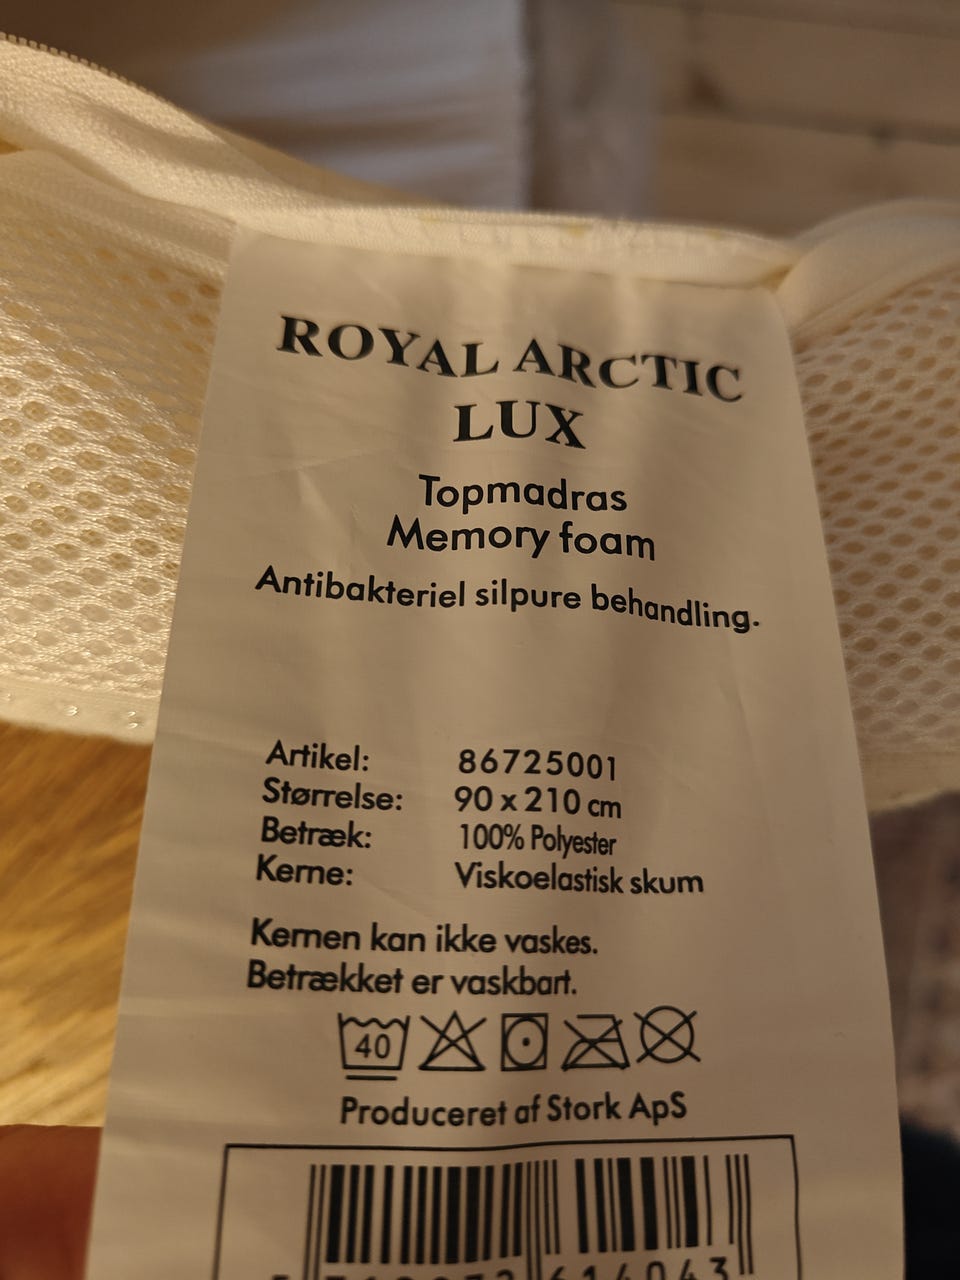 ROYAL ARCTIC
LUX
Topmadras
Memory foam
Antibakteriel silpure behandling.
Artikel: 86725001
Størrelse: 90 x 210 cm
Betræk: 100% Polyester
Kerne: Viskoelastisk skum
Kernen kan ikke vaskes.
Betrækket er vaskbart.
40
Produceret af Stork ApS